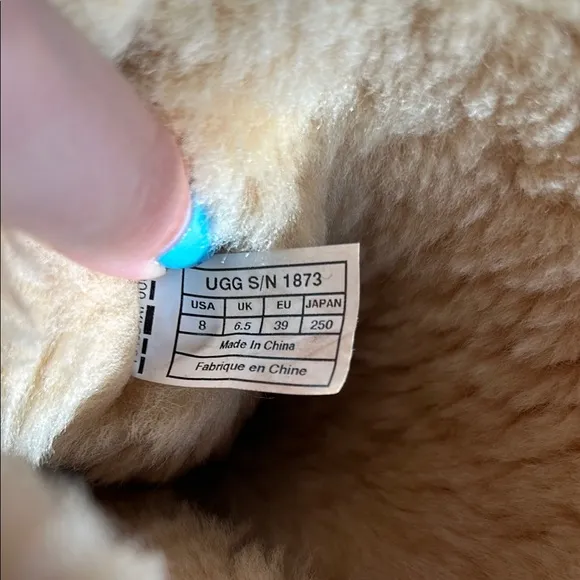 UGG S/N 1873
USA UK EU JAPAN
8 6.5 39 250
Made In China
Fabrique en Chine